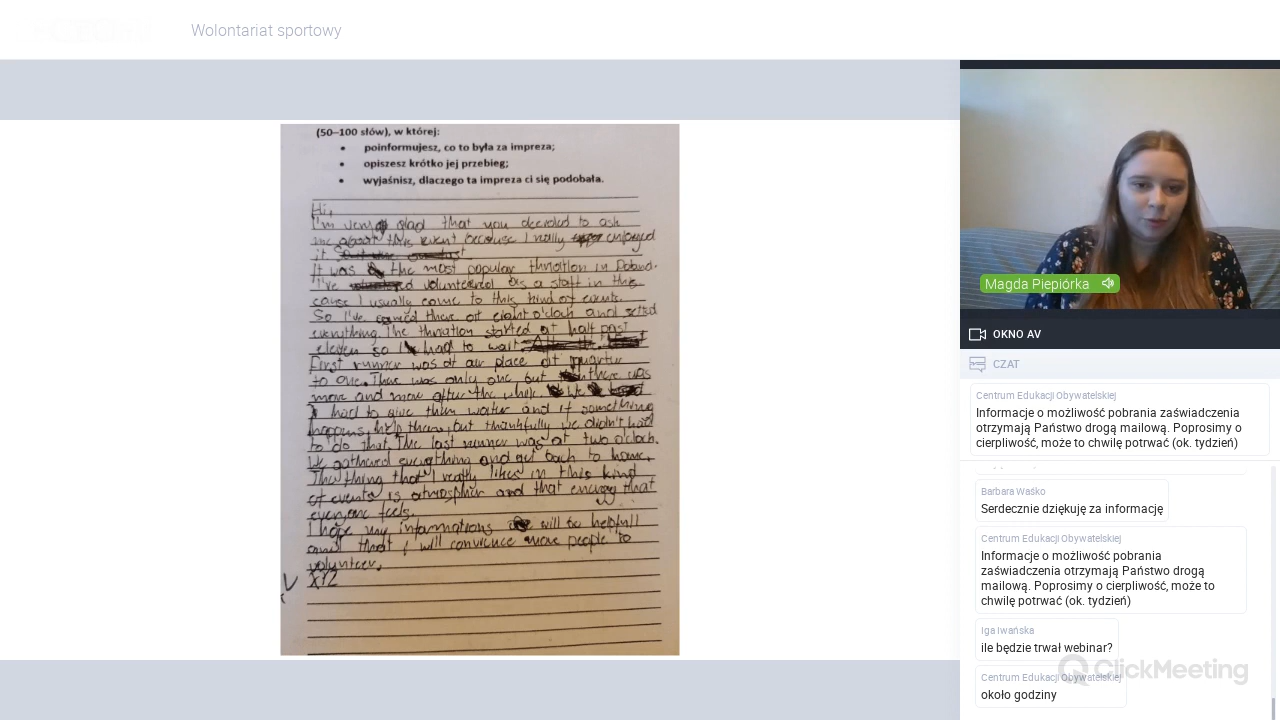 Wolontariat sportowy
(50–100 słów), w której:
• poinformujesz, co to była za impreza;
• opiszesz krótko jej przebieg;
• wyjaśnisz, dlaczego ta impreza ci się podobała.
Hi,
I'm very glad that you decided to ask
me about this event because I really enjoyed
it
It was the most popular thriatlon in Poland.
I've volunteered as a staff in this
cause I usually come to this kind of events.
So I've there at eight o'cloch and
everything. The thriatlon started at half past
eleven so I had to wait
First runner was at our place at quarter
to one. There was only one but there was
more and more after the while. We
had to give them water and if something
happens, help them, but thankfully we didn't had
to do that. The last runner was at two o'cloch.
We gathered everything and get bach to home.
The thing that I really likes in this kind
of events is atmospher and that energy that
everyone feels.
I hope my informations will be helpfull
and that I will convience more people to
volunteer.
XYZ
Magda Piepiórka
OKNO AV
CZAT
Centrum Edukacji Obywatelskiej
Informacje o możliwość pobrania zaświadczenia
otrzymają Państwo drogą mailową. Poprosimy o
cierpliwość, może to chwilę potrwać (ok. tydzień)
Barbara Waśko
Serdecznie dziękuję za informację
Centrum Edukacji Obywatelskiej
Informacje o możliwość pobrania
zaświadczenia otrzymają Państwo drogą
mailową. Poprosimy o cierpliwość, może to
chwilę potrwać (ok. tydzień)
Iga Iwańska
ile będzie trwał webinar?
Centrum Edukacji Obywatelskiej
około godziny
ClickMeeting